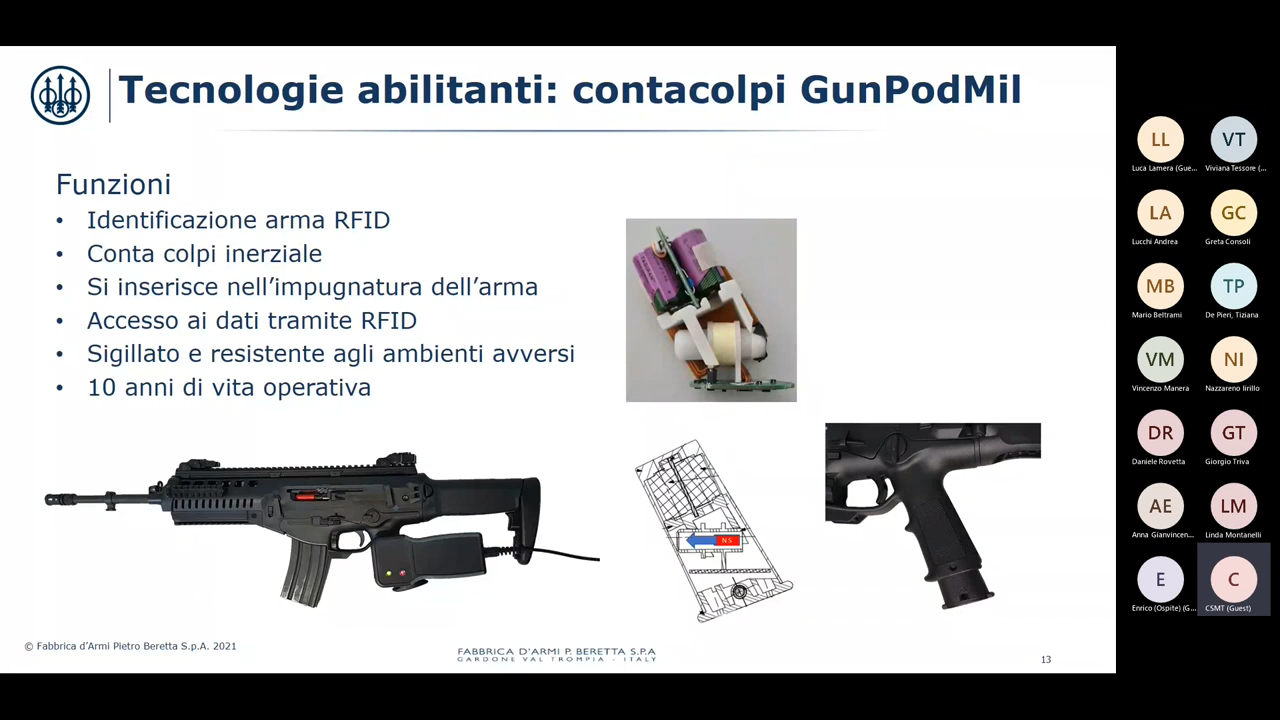 Tecnologie abilitanti: contacolpi GunPodMil
Funzioni
• Identificazione arma RFID
• Conta colpi inerziale
• Si inserisce nell’impugnatura dell’arma
• Accesso ai dati tramite RFID
• Sigillato e resistente agli ambienti avversi
• 10 anni di vita operativa
N S
© Fabbrica d’Armi Pietro Beretta S.p.A. 2021
FABBRICA D’ARMI P. BERETTA S.P.A
GARDONE VAL TROMPIA - ITALY
13
LL
Luca Lamera (Gue...
VT
Viviana Tessore (...
LA
Lucchi Andrea
GC
Greta Consoli
MB
Mario Beltrami
TP
De Pieri, Tiziana
VM
Vincenzo Manera
NI
Nazzareno Iirillo
DR
Daniele Rovetta
GT
Giorgio Triva
AE
Anna Gianvincen...
LM
Linda Montanelli
E
Enrico (Ospite) (G...
C
CSMT (Guest)